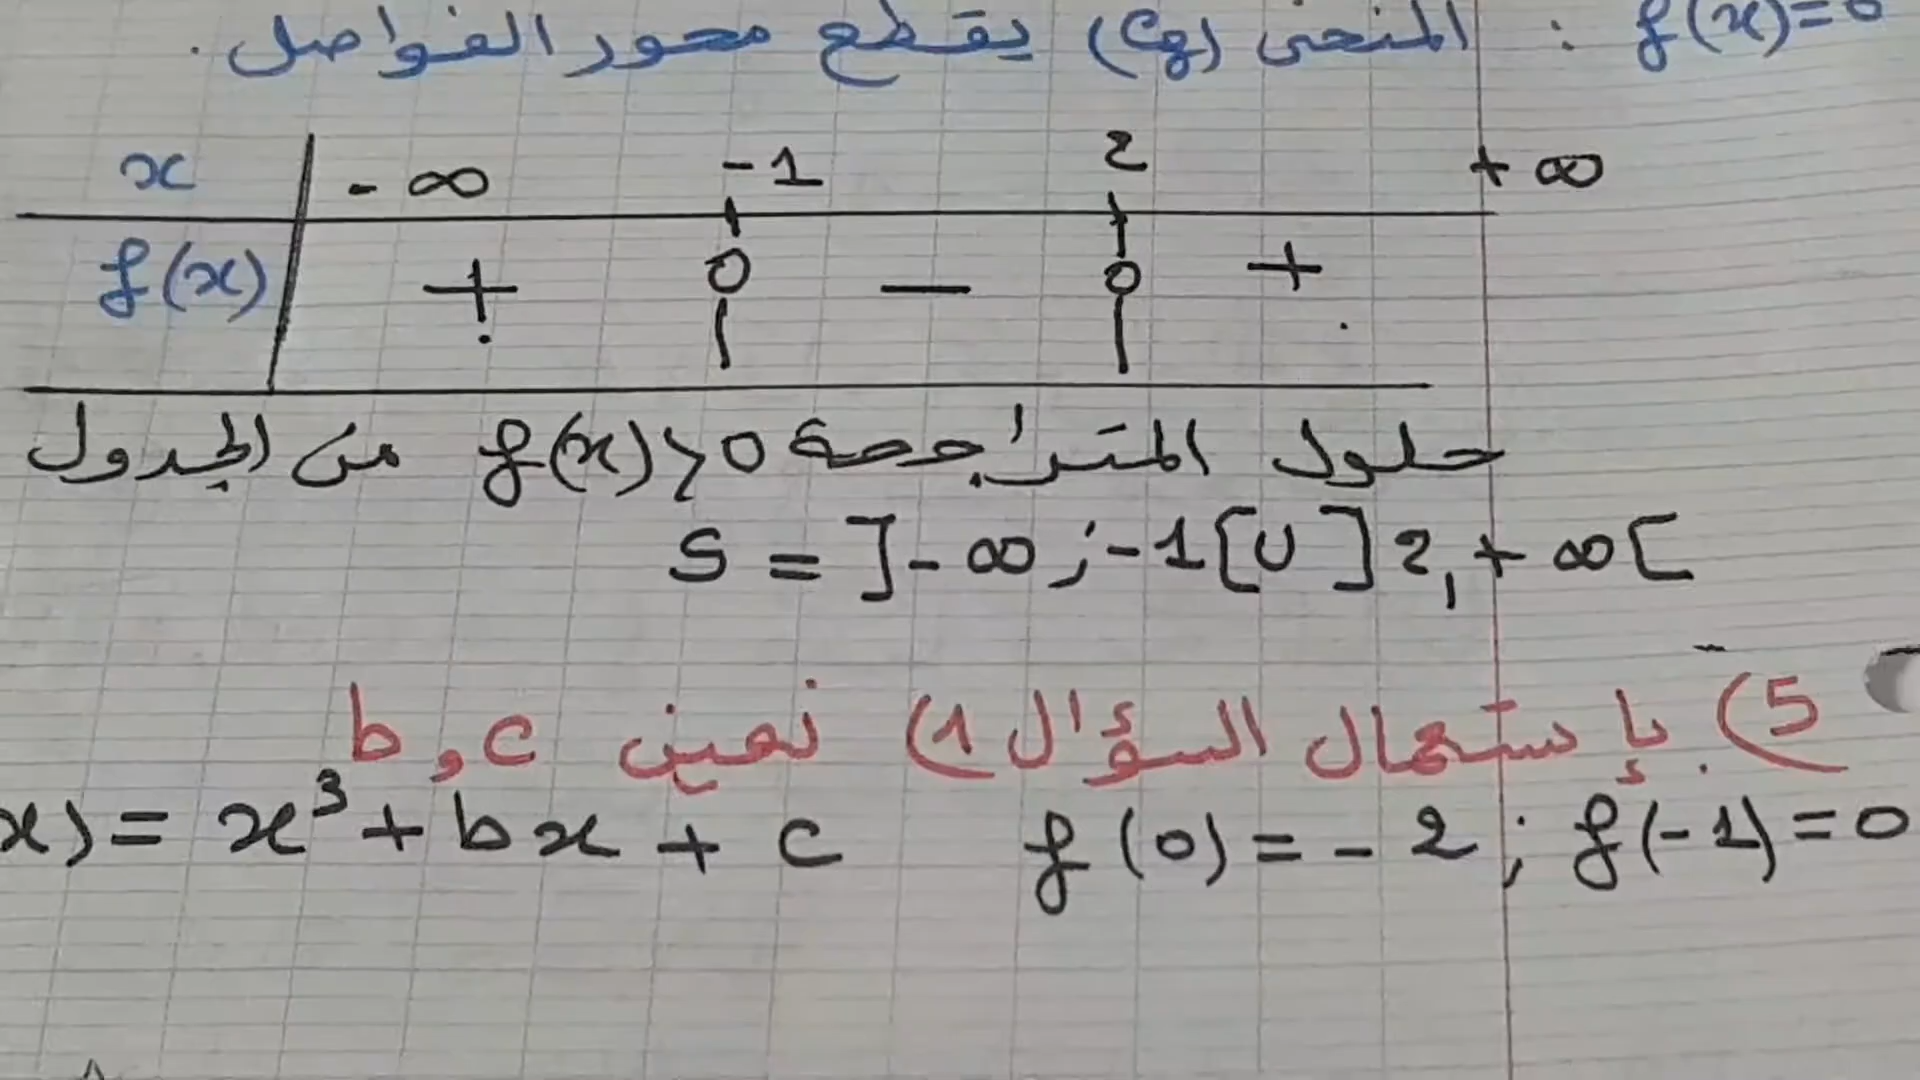 f(x)=0 : المنحنى (Cf) يقطع محور الفواصل.
x -∞ -1 2 +∞
f(x) + 0 — 0 +
حلول المتراجحة f(x)>0 من الجدول
S = ]-∞;-1[U]2,+∞[
5). بإستعمال السؤال 1) نعين b,c
x) = x³ + bx + c f(0) = -2; f(-1) = 0